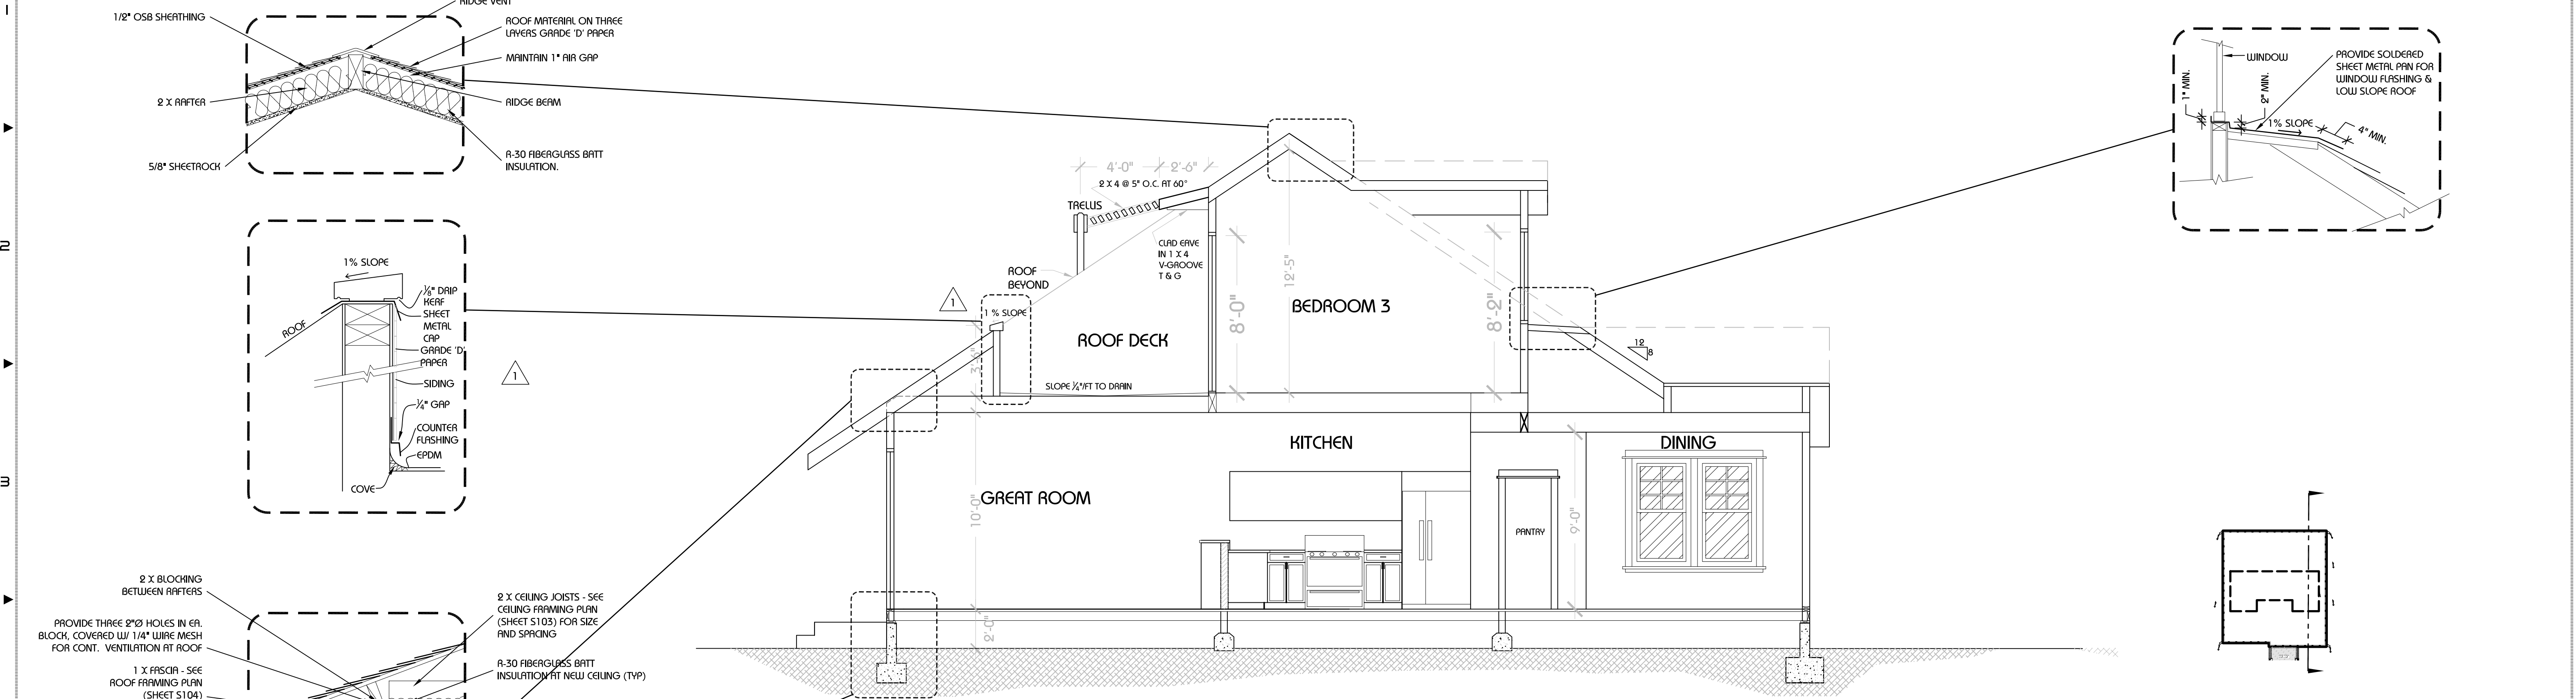 1
2
3
RIDGE VENT
1/2" OSB SHEATHING
ROOF MATERIAL ON THREE
LAYERS GRADE 'D' PAPER
MAINTAIN 1" AIR GAP
2 X RAFTER
RIDGE BEAM
5/8" SHEETROCK
R-30 FIBERGLASS BATT
INSULATION.
1% SLOPE
ROOF
⅛" DRIP
KERF
SHEET
METAL
CAP
GRADE 'D'
PAPER
SIDING
¼" GAP
COUNTER
FLASHING
EPDM
COVE
1
2 X BLOCKING
BETWEEN RAFTERS
PROVIDE THREE 2"Ø HOLES IN EA.
BLOCK, COVERED W/ 1/4" WIRE MESH
FOR CONT. VENTILATION AT ROOF
1 X FASCIA - SEE
ROOF FRAMING PLAN
(SHEET S104)
2 X CEILING JOISTS - SEE
CEILING FRAMING PLAN
(SHEET S103) FOR SIZE
AND SPACING
R-30 FIBERGLASS BATT
INSULATION AT NEW CEILING (TYP)
4'-0"
2'-6"
2 X 4 @ 5" O.C. AT 60°
TRELLIS
CLAD EAVE
IN 1 X 4
V-GROOVE
T & G
ROOF
BEYOND
1
1 % SLOPE
3'-6"
ROOF DECK
SLOPE ¼"/FT TO DRAIN
8'-0"
12'-5"
BEDROOM 3
8'-2"
12
8
KITCHEN
DINING
GREAT ROOM
10'-0"
PANTRY
9'-0"
2'-0"
WINDOW
PROVIDE SOLDERED
SHEET METAL PAN FOR
WINDOW FLASHING &
LOW SLOPE ROOF
1" MIN.
2" MIN.
1% SLOPE
4" MIN.